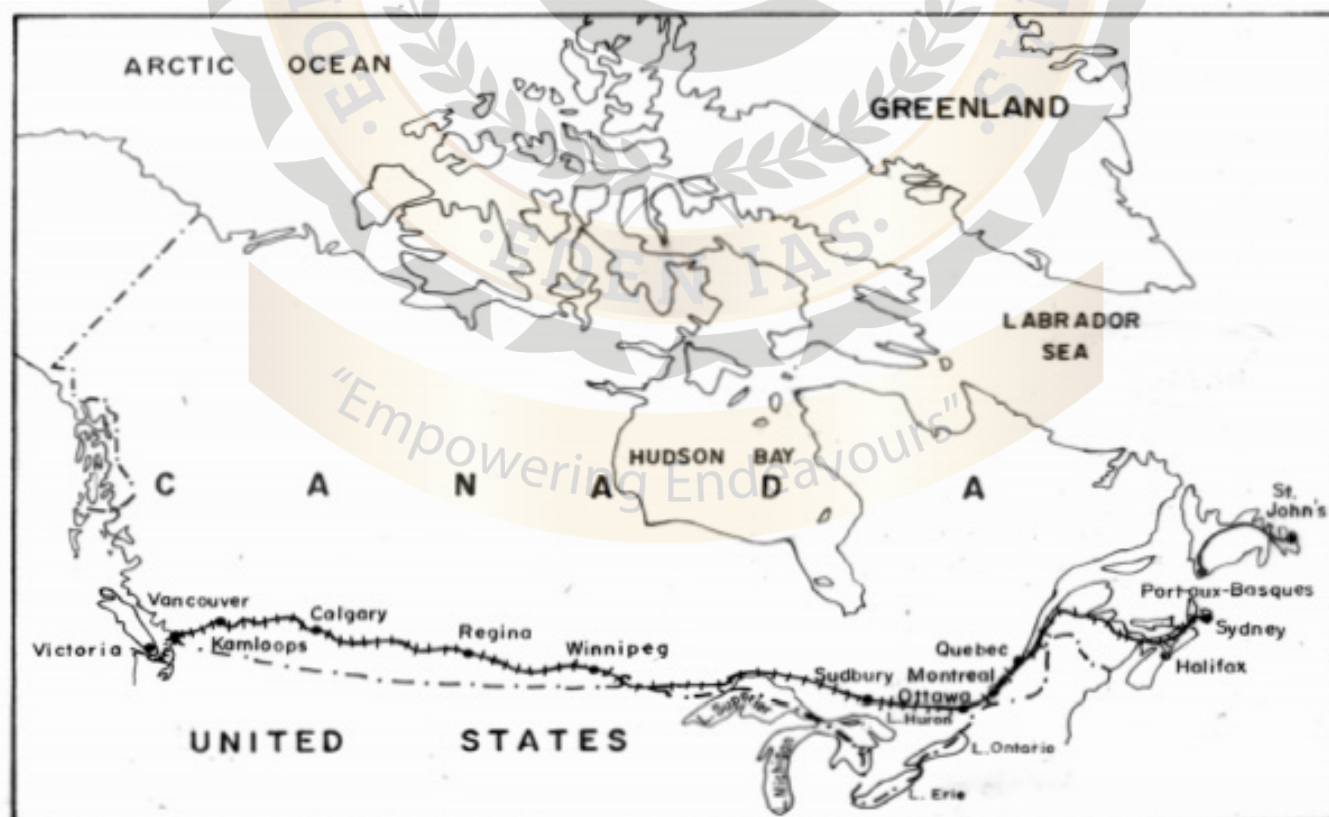 ARCTIC OCEAN
GREENLAND
·EDEN IAS·
LABRADOR
SEA
"Empowering Endeavours"
HUDSON BAY
C A N A D A
St.
John's
Port-aux-Basques
Vancouver
Calgary
Victoria
Kamloops
Regina
Winnipeg
Sudbury
Montreal
Quebec
Ottawa
Sydney
Halifax
L. Superior
L. Huron
L. Ontario
L. Erie
UNITED STATES